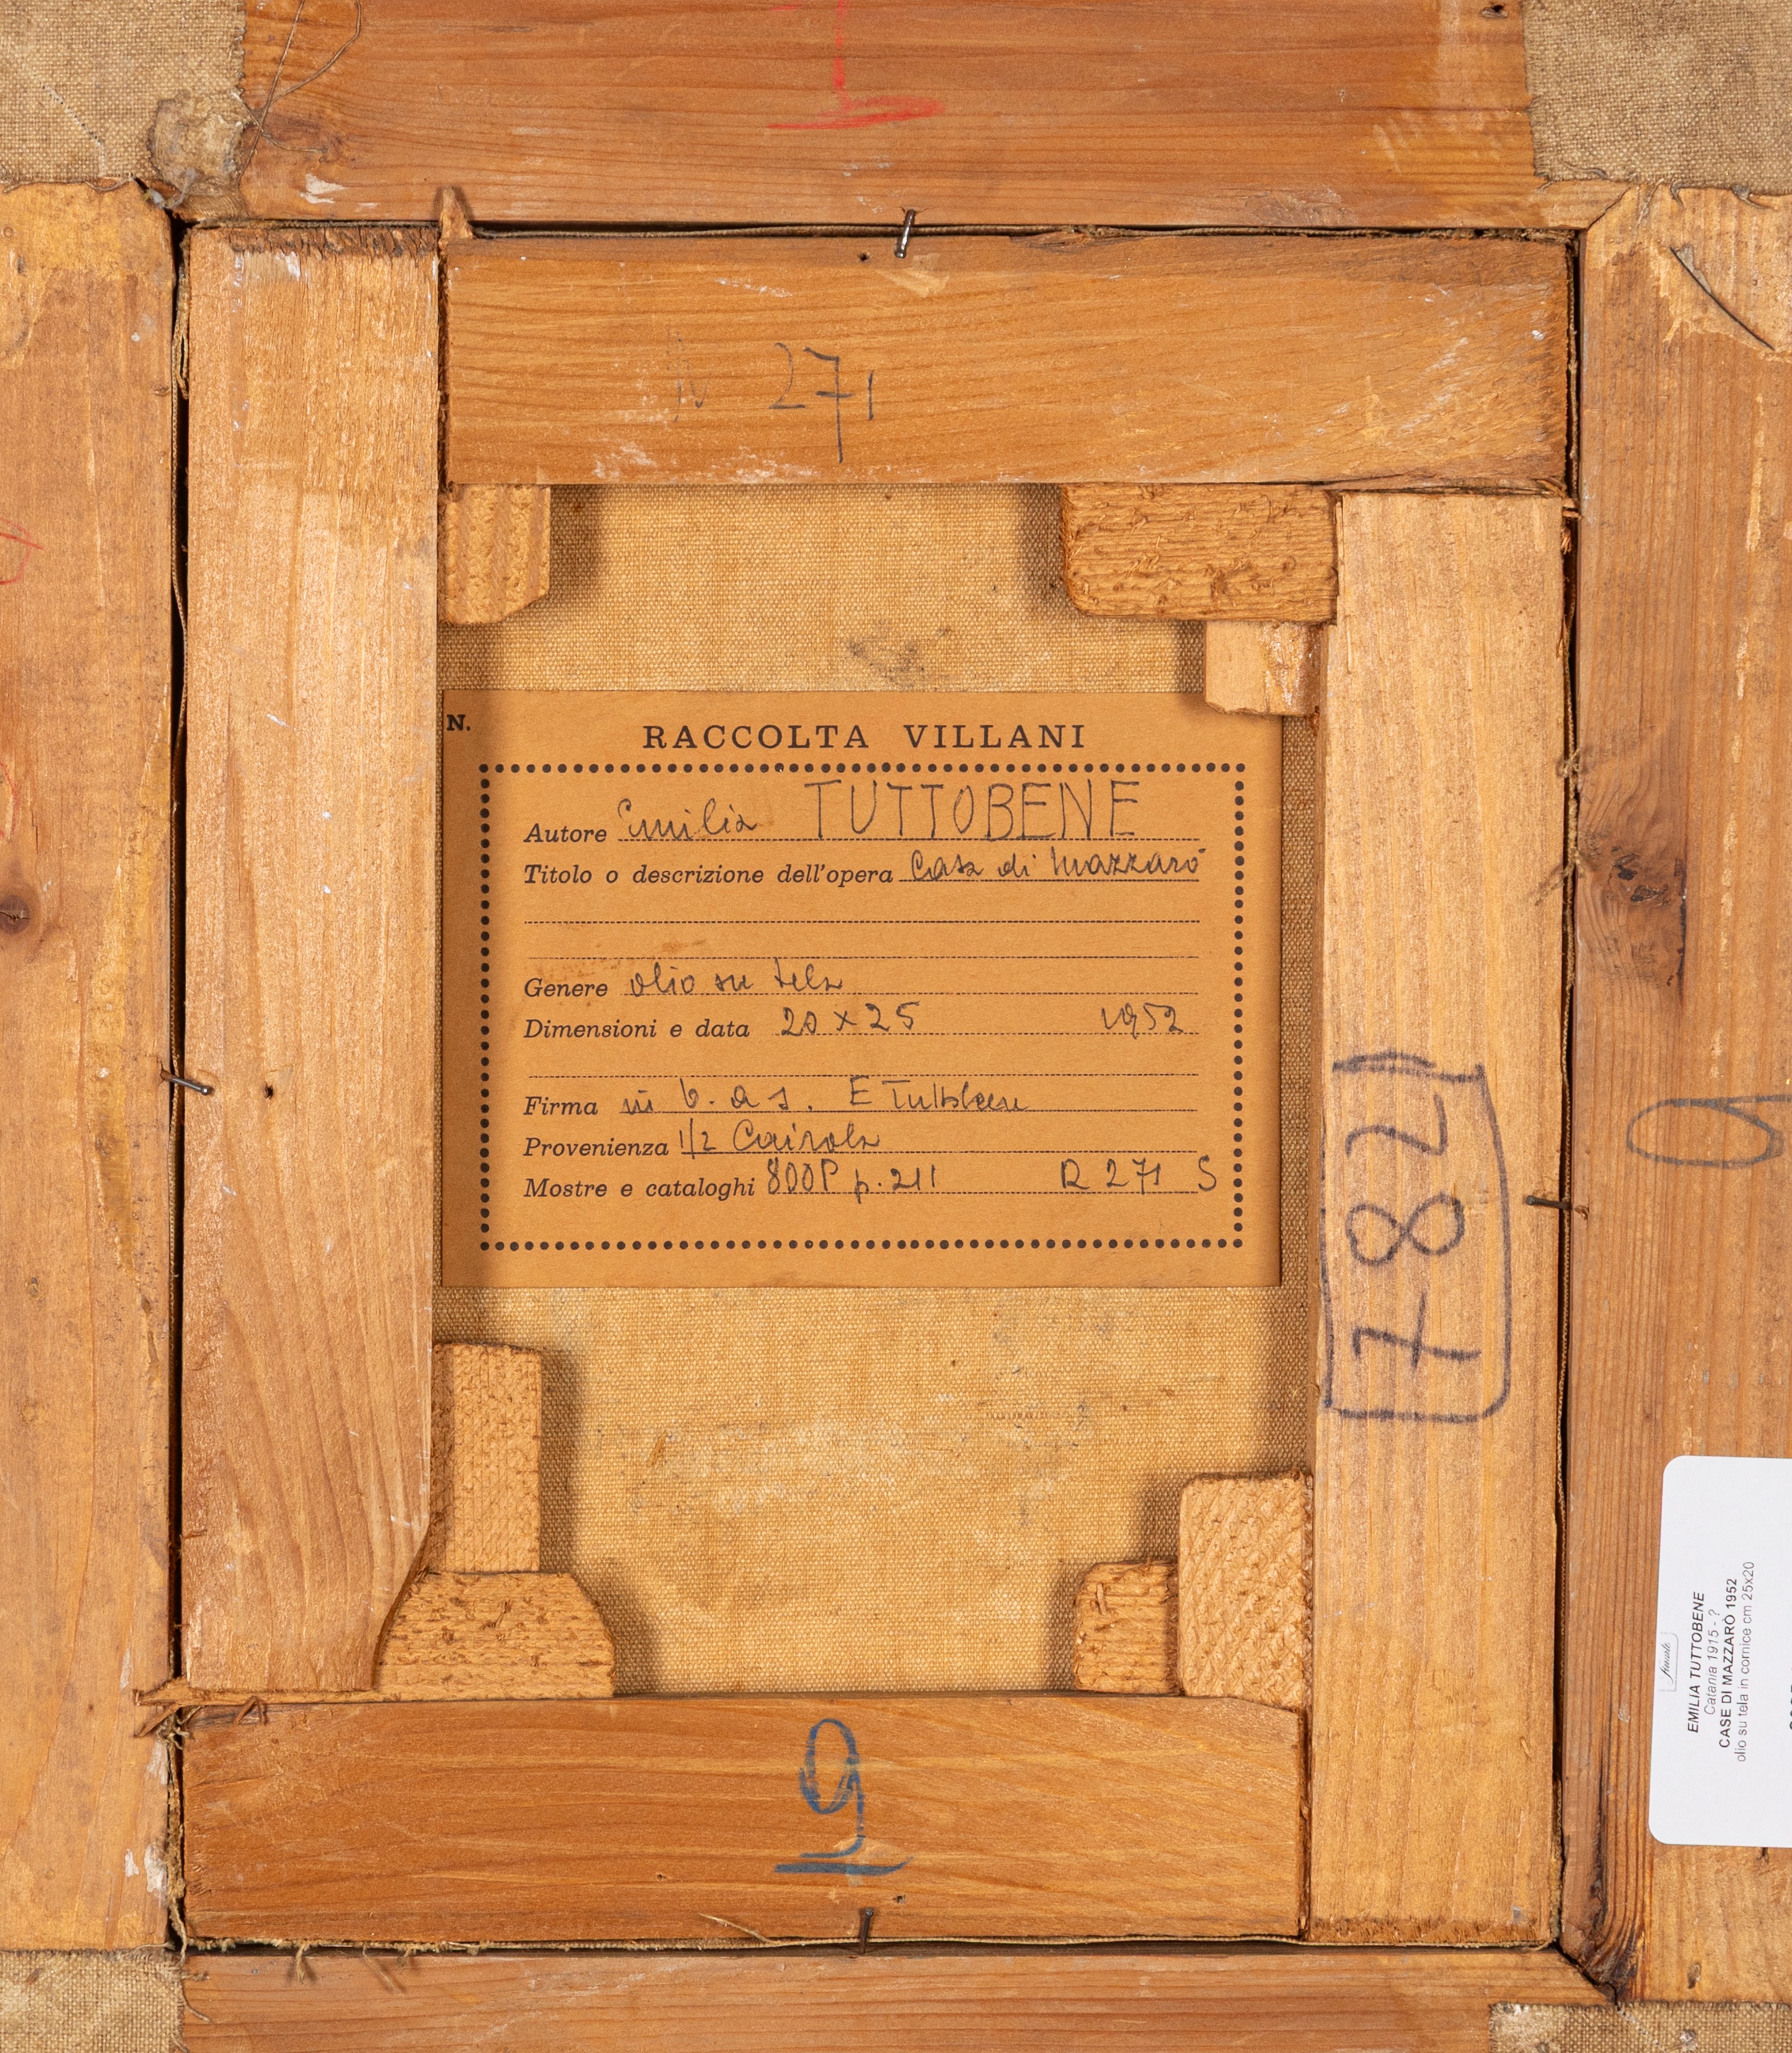 N 271
N.
RACCOLTA VILLANI
Autore Emilia TUTTOBENE
Titolo o descrizione dell'opera Case di Mazzarò
Genere olio su tela
Dimensioni e data 20 x 25 1952
Firma in b. a s. E Tuttobene
Provenienza 1/2 Cairola
Mostre e cataloghi 800P p. 211 R 271 S
782
9
9
EMILIA TUTTOBENE
Catania 1915 - ?
CASE DI MAZZARÒ 1952
olio su tela in cornice cm 25x20